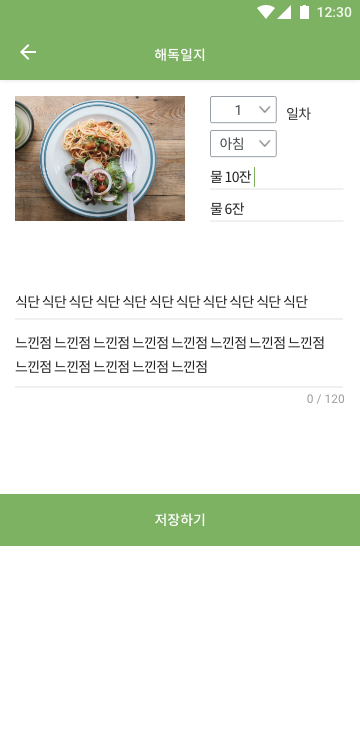 12:30
해독일지
1
일차
아침
물 10잔
물 6잔
식단 식단 식단 식단 식단 식단 식단 식단 식단 식단 식단
느낀점 느낀점 느낀점 느낀점 느낀점 느낀점 느낀점 느낀점
느낀점 느낀점 느낀점 느낀점 느낀점
0 / 120
저장하기